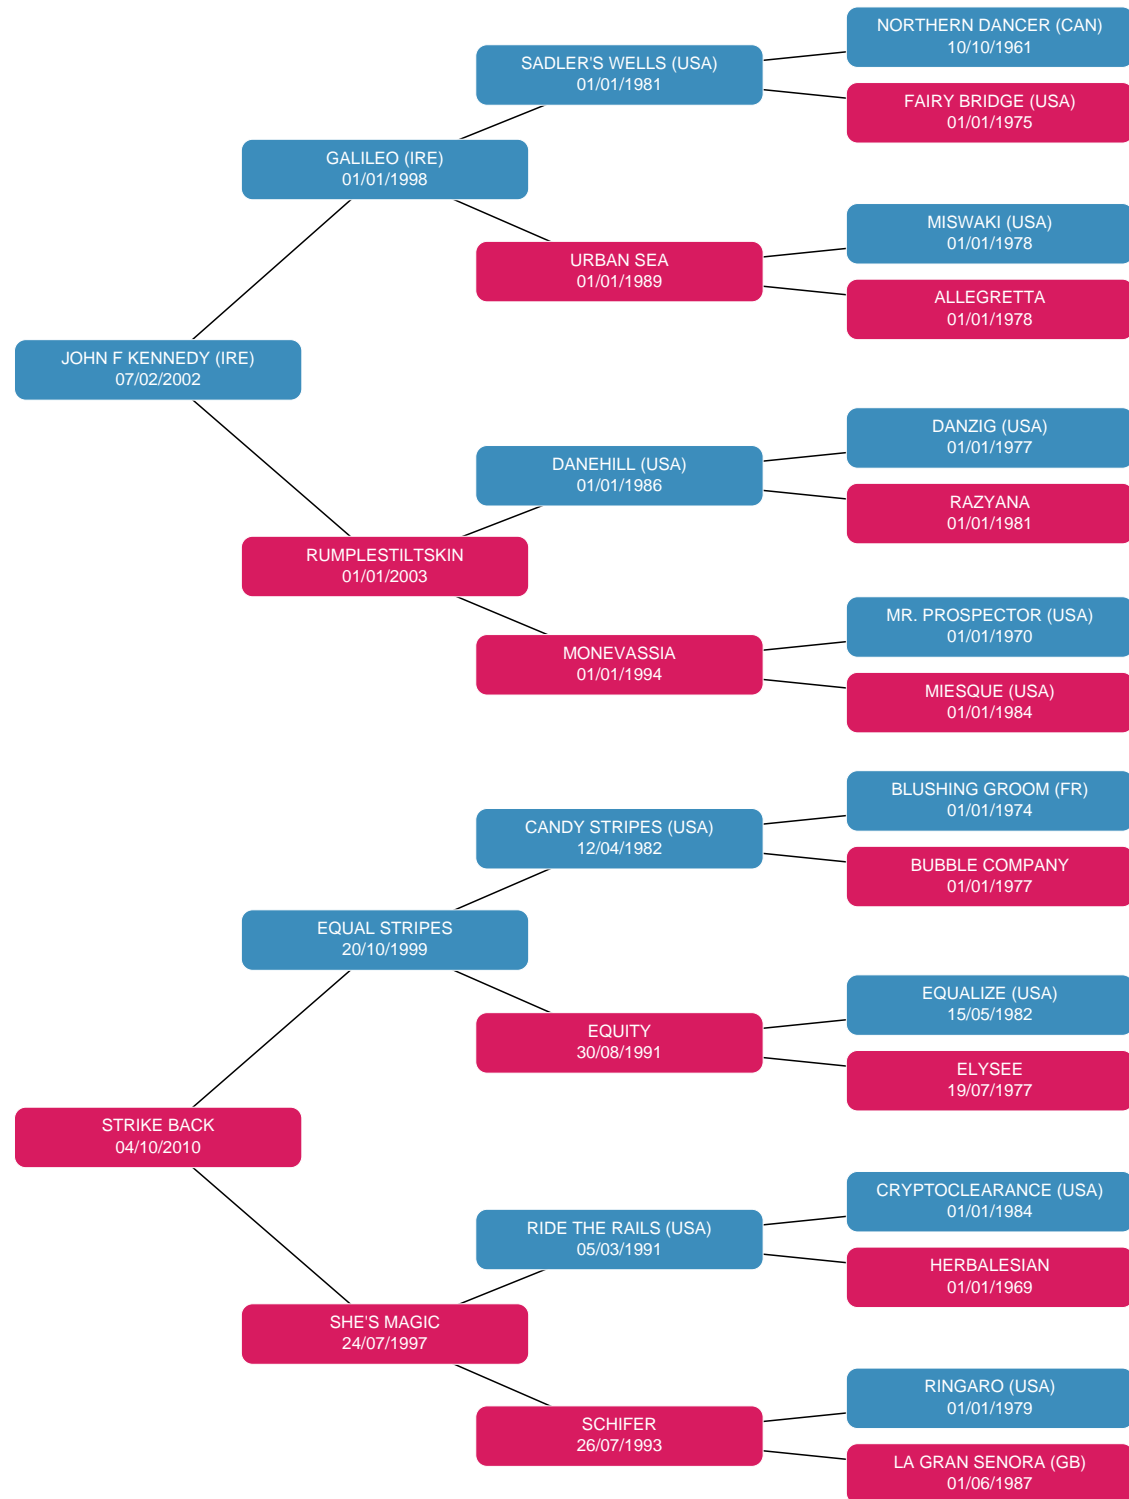 NORTHERN DANCER (CAN)
10/10/1961
SADLER'S WELLS (USA)
01/01/1981
FAIRY BRIDGE (USA)
01/01/1975
GALILEO (IRE)
01/01/1998
MISWAKI (USA)
01/01/1978
URBAN SEA
01/01/1989
ALLEGRETTA
01/01/1978
JOHN F KENNEDY (IRE)
07/02/2002
DANZIG (USA)
01/01/1977
DANEHILL (USA)
01/01/1986
RAZYANA
01/01/1981
RUMPLESTILTSKIN
01/01/2003
MR. PROSPECTOR (USA)
01/01/1970
MONEVASSIA
01/01/1994
MIESQUE (USA)
01/01/1984
BLUSHING GROOM (FR)
01/01/1974
CANDY STRIPES (USA)
12/04/1982
BUBBLE COMPANY
01/01/1977
EQUAL STRIPES
20/10/1999
EQUALIZE (USA)
15/05/1982
EQUITY
30/08/1991
ELYSEE
19/07/1977
STRIKE BACK
04/10/2010
CRYPTOCLEARANCE (USA)
01/01/1984
RIDE THE RAILS (USA)
05/03/1991
HERBALESIAN
01/01/1969
SHE'S MAGIC
24/07/1997
RINGARO (USA)
01/01/1979
SCHIFER
26/07/1993
LA GRAN SENORA (GB)
01/06/1987